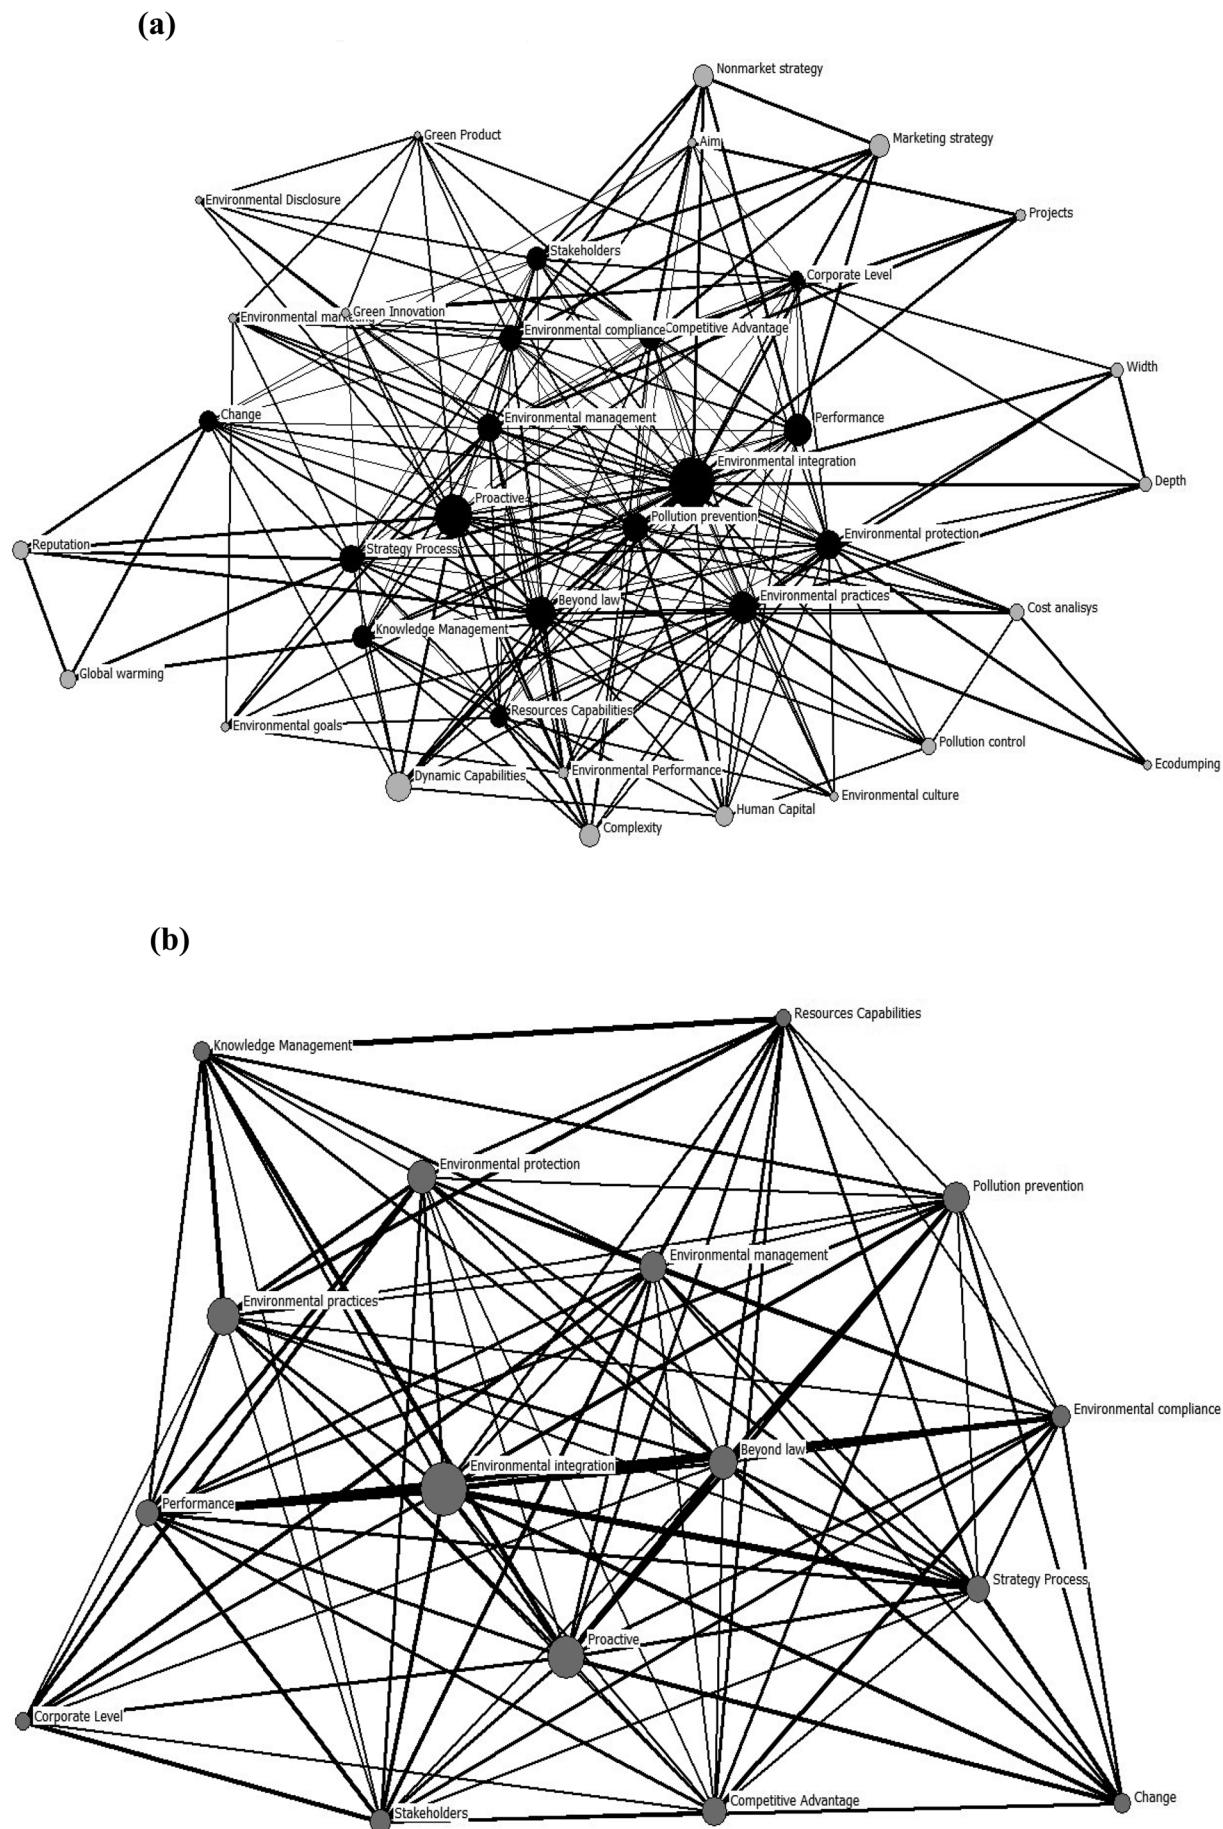 (a)
Nonmarket strategy
Green Product
Aim
Marketing strategy
Environmental Disclosure
Projects
Stakeholders
Corporate Level
Environmental marketing
Green Innovation
Environmental compliance
Competitive Advantage
Width
Change
Environmental management
Performance
Environmental integration
Depth
Proactive
Pollution prevention
Reputation
Strategy Process
Environmental protection
Beyond law
Environmental practices
Cost analisys
Knowledge Management
Global warming
Resources Capabilities
Environmental goals
Pollution control
Dynamic Capabilities
Environmental Performance
Ecodumping
Environmental culture
Human Capital
Complexity
(b)
Resources Capabilities
Knowledge Management
Environmental protection
Pollution prevention
Environmental management
Environmental practices
Environmental compliance
Beyond law
Environmental integration
Performance
Strategy Process
Proactive
Corporate Level
Change
Competitive Advantage
Stakeholders